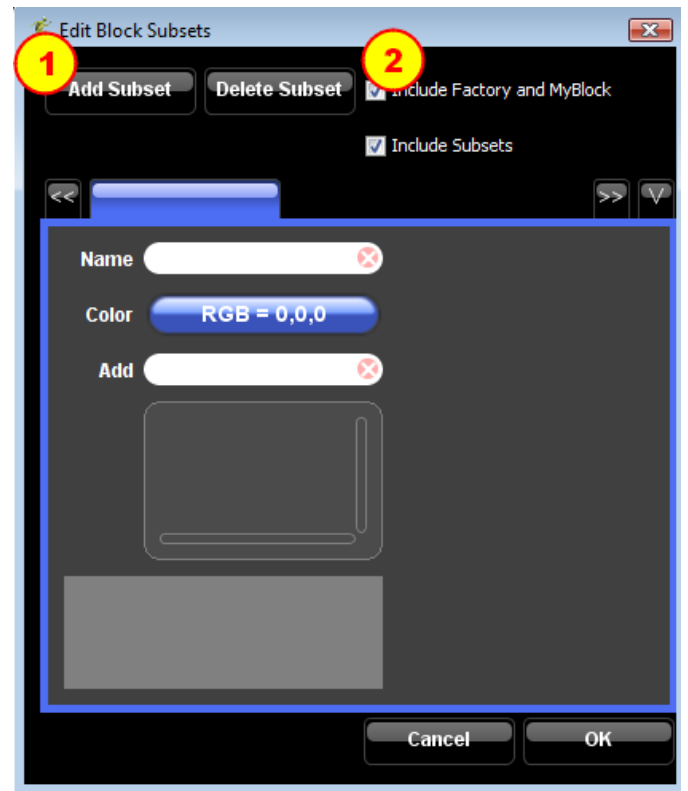 Edit Block Subsets
1
2
Add Subset Delete Subset Include Factory and MyBlock
Include Subsets
<< >> V
Name
Color RGB = 0,0,0
Add
Cancel OK